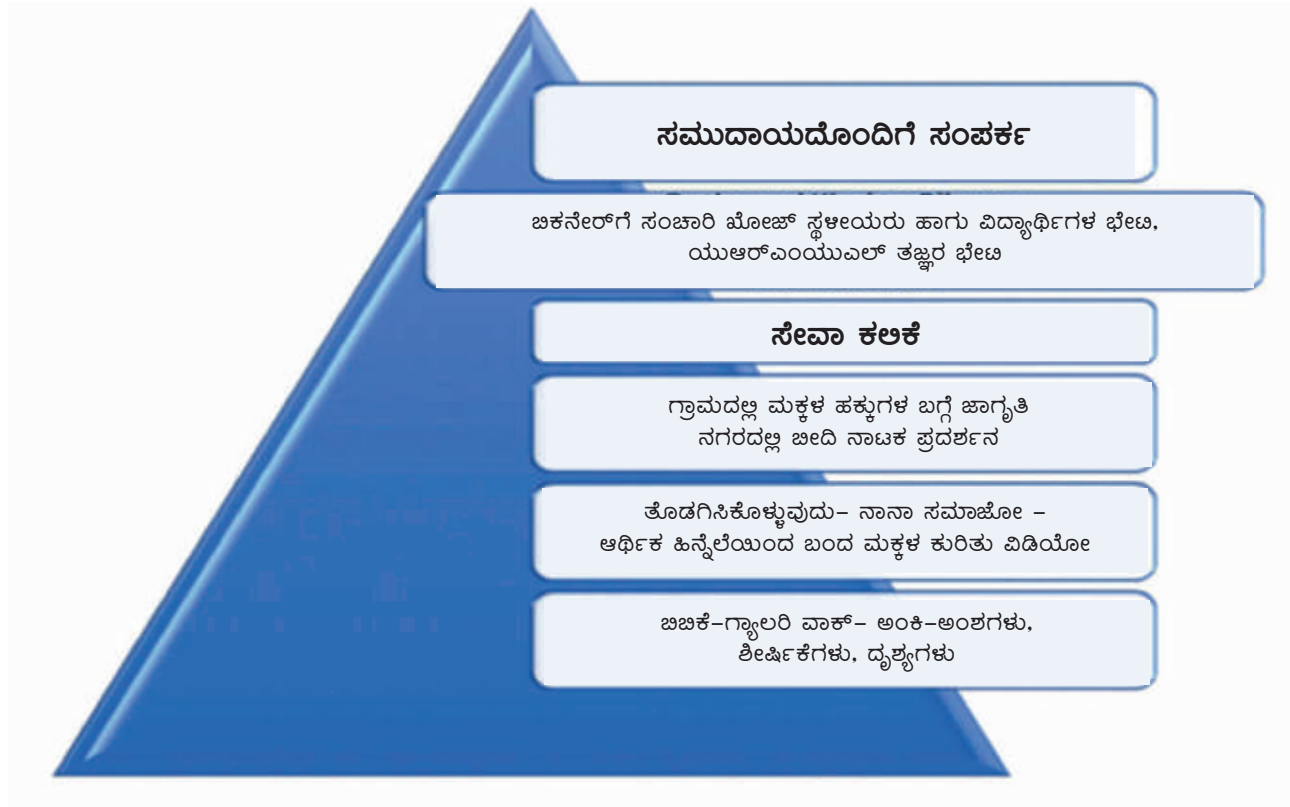 ಸಮುದಾಯದೊಂದಿಗೆ ಸಂಪರ್ಕ
ಬಿಕನೇರ್‌ಗೆ ಸಂಚಾರಿ ಖೋಜ್ ಸ್ಥಳೀಯರು ಹಾಗು ವಿದ್ಯಾರ್ಥಿಗಳ ಭೇಟಿ,
ಯುಆರ್‌ಎಂಯುಎಲ್ ತಜ್ಞರ ಭೇಟಿ
ಸೇವಾ ಕಲಿಕೆ
ಗ್ರಾಮದಲ್ಲಿ ಮಕ್ಕಳ ಹಕ್ಕುಗಳ ಬಗ್ಗೆ ಜಾಗೃತಿ
ನಗರದಲ್ಲಿ ಬೀದಿ ನಾಟಕ ಪ್ರದರ್ಶನ
ತೊಡಗಿಸಿಕೊಳ್ಳುವುದು– ನಾನಾ ಸಮಾಜೋ –
ಆರ್ಥಿಕ ಹಿನ್ನೆಲೆಯಿಂದ ಬಂದ ಮಕ್ಕಳ ಕುರಿತು ವಿಡಿಯೋ
ಬಿಬಿಕೆ–ಗ್ಯಾಲರಿ ವಾಕ್– ಅಂಕಿ–ಅಂಶಗಳು,
ಶೀರ್ಷಿಕೆಗಳು, ದೃಶ್ಯಗಳು